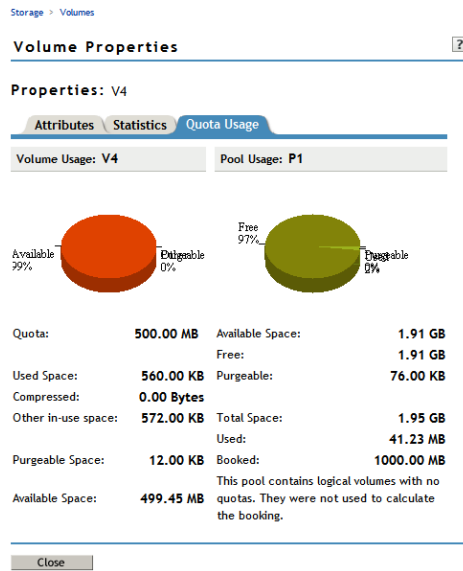 Storage > Volumes
Volume Properties
?
Properties: V4
Attributes Statistics Quota Usage
Volume Usage: V4 Pool Usage: P1
Available
99%
0%
Free
97%
Purgeable
Quota: 500.00 MB Available Space: 1.91 GB
Free: 1.91 GB
Used Space: 560.00 KB Purgeable: 76.00 KB
Compressed: 0.00 Bytes
Other in-use space: 572.00 KB Total Space: 1.95 GB
Used: 41.23 MB
Purgeable Space: 12.00 KB Booked: 1000.00 MB
This pool contains logical volumes with no
Available Space: 499.45 MB quotas. They were not used to calculate
the booking.
Close